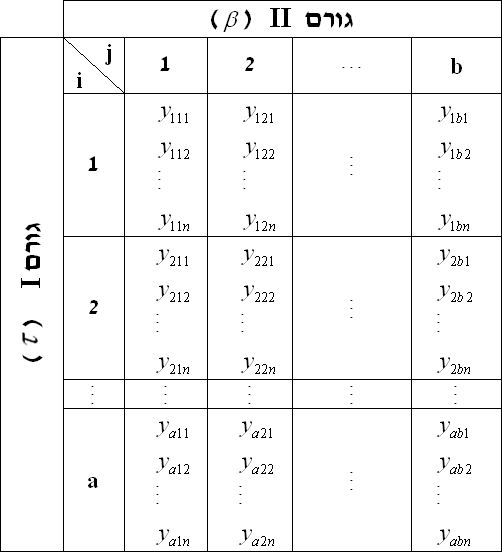 גורם II (β)
גורם I (τ)
j
i
1 2 ⋯ b
1
y₁₁₁ y₁₂₁ y₁b₁
y₁₁₂ y₁₂₂ ⋮ y₁b₂
⋮ ⋮ ⋮
y₁₁n y₁₂n y₁bn
2
y₂₁₁ y₂₂₁ y₂b₁
y₂₁₂ y₂₂₂ ⋮ y₂b₂
⋮ ⋮ ⋮
y₂₁n y₂₂n y₂bn
⋮ ⋮ ⋮ ⋮ ⋮
a
yₐ₁₁ yₐ₂₁ yₐb₁
yₐ₁₂ yₐ₂₂ ⋮ yₐb₂
⋮ ⋮ ⋮
yₐ₁n yₐ₂n yₐbn